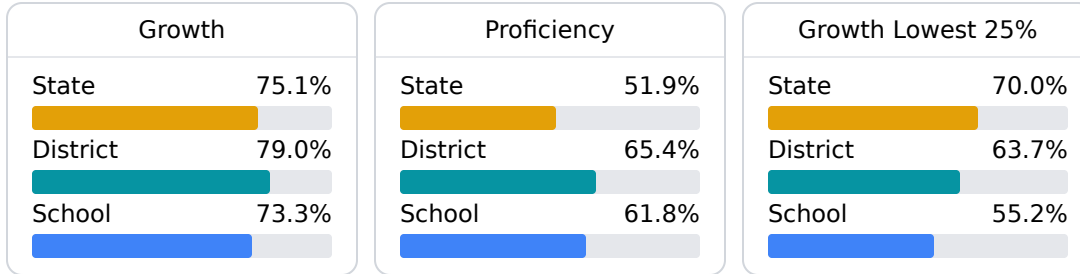 Growth
State 75.1%
District 79.0%
School 73.3%
Proficiency
State 51.9%
District 65.4%
School 61.8%
Growth Lowest 25%
State 70.0%
District 63.7%
School 55.2%